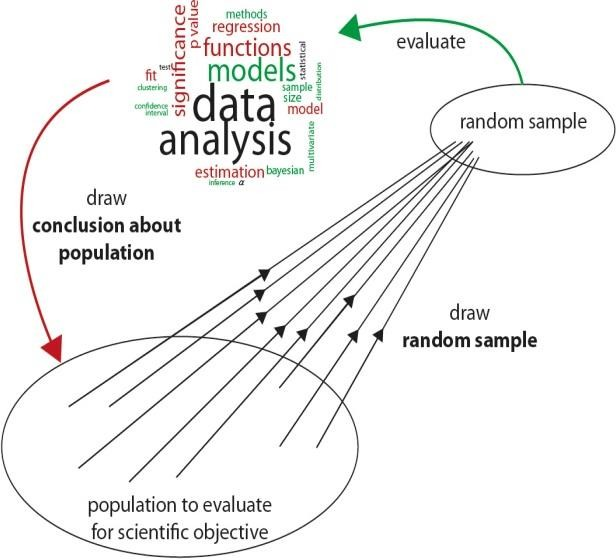 methods
regression
p value
significance
functions
statistical
test
fit
models
distribution
clustering
sample
size
data
model
confidence
interval
analysis
multivariate
estimation
bayesian
inference
α
evaluate
random sample
draw
conclusion about
population
draw
random sample
population to evaluate
for scientific objective